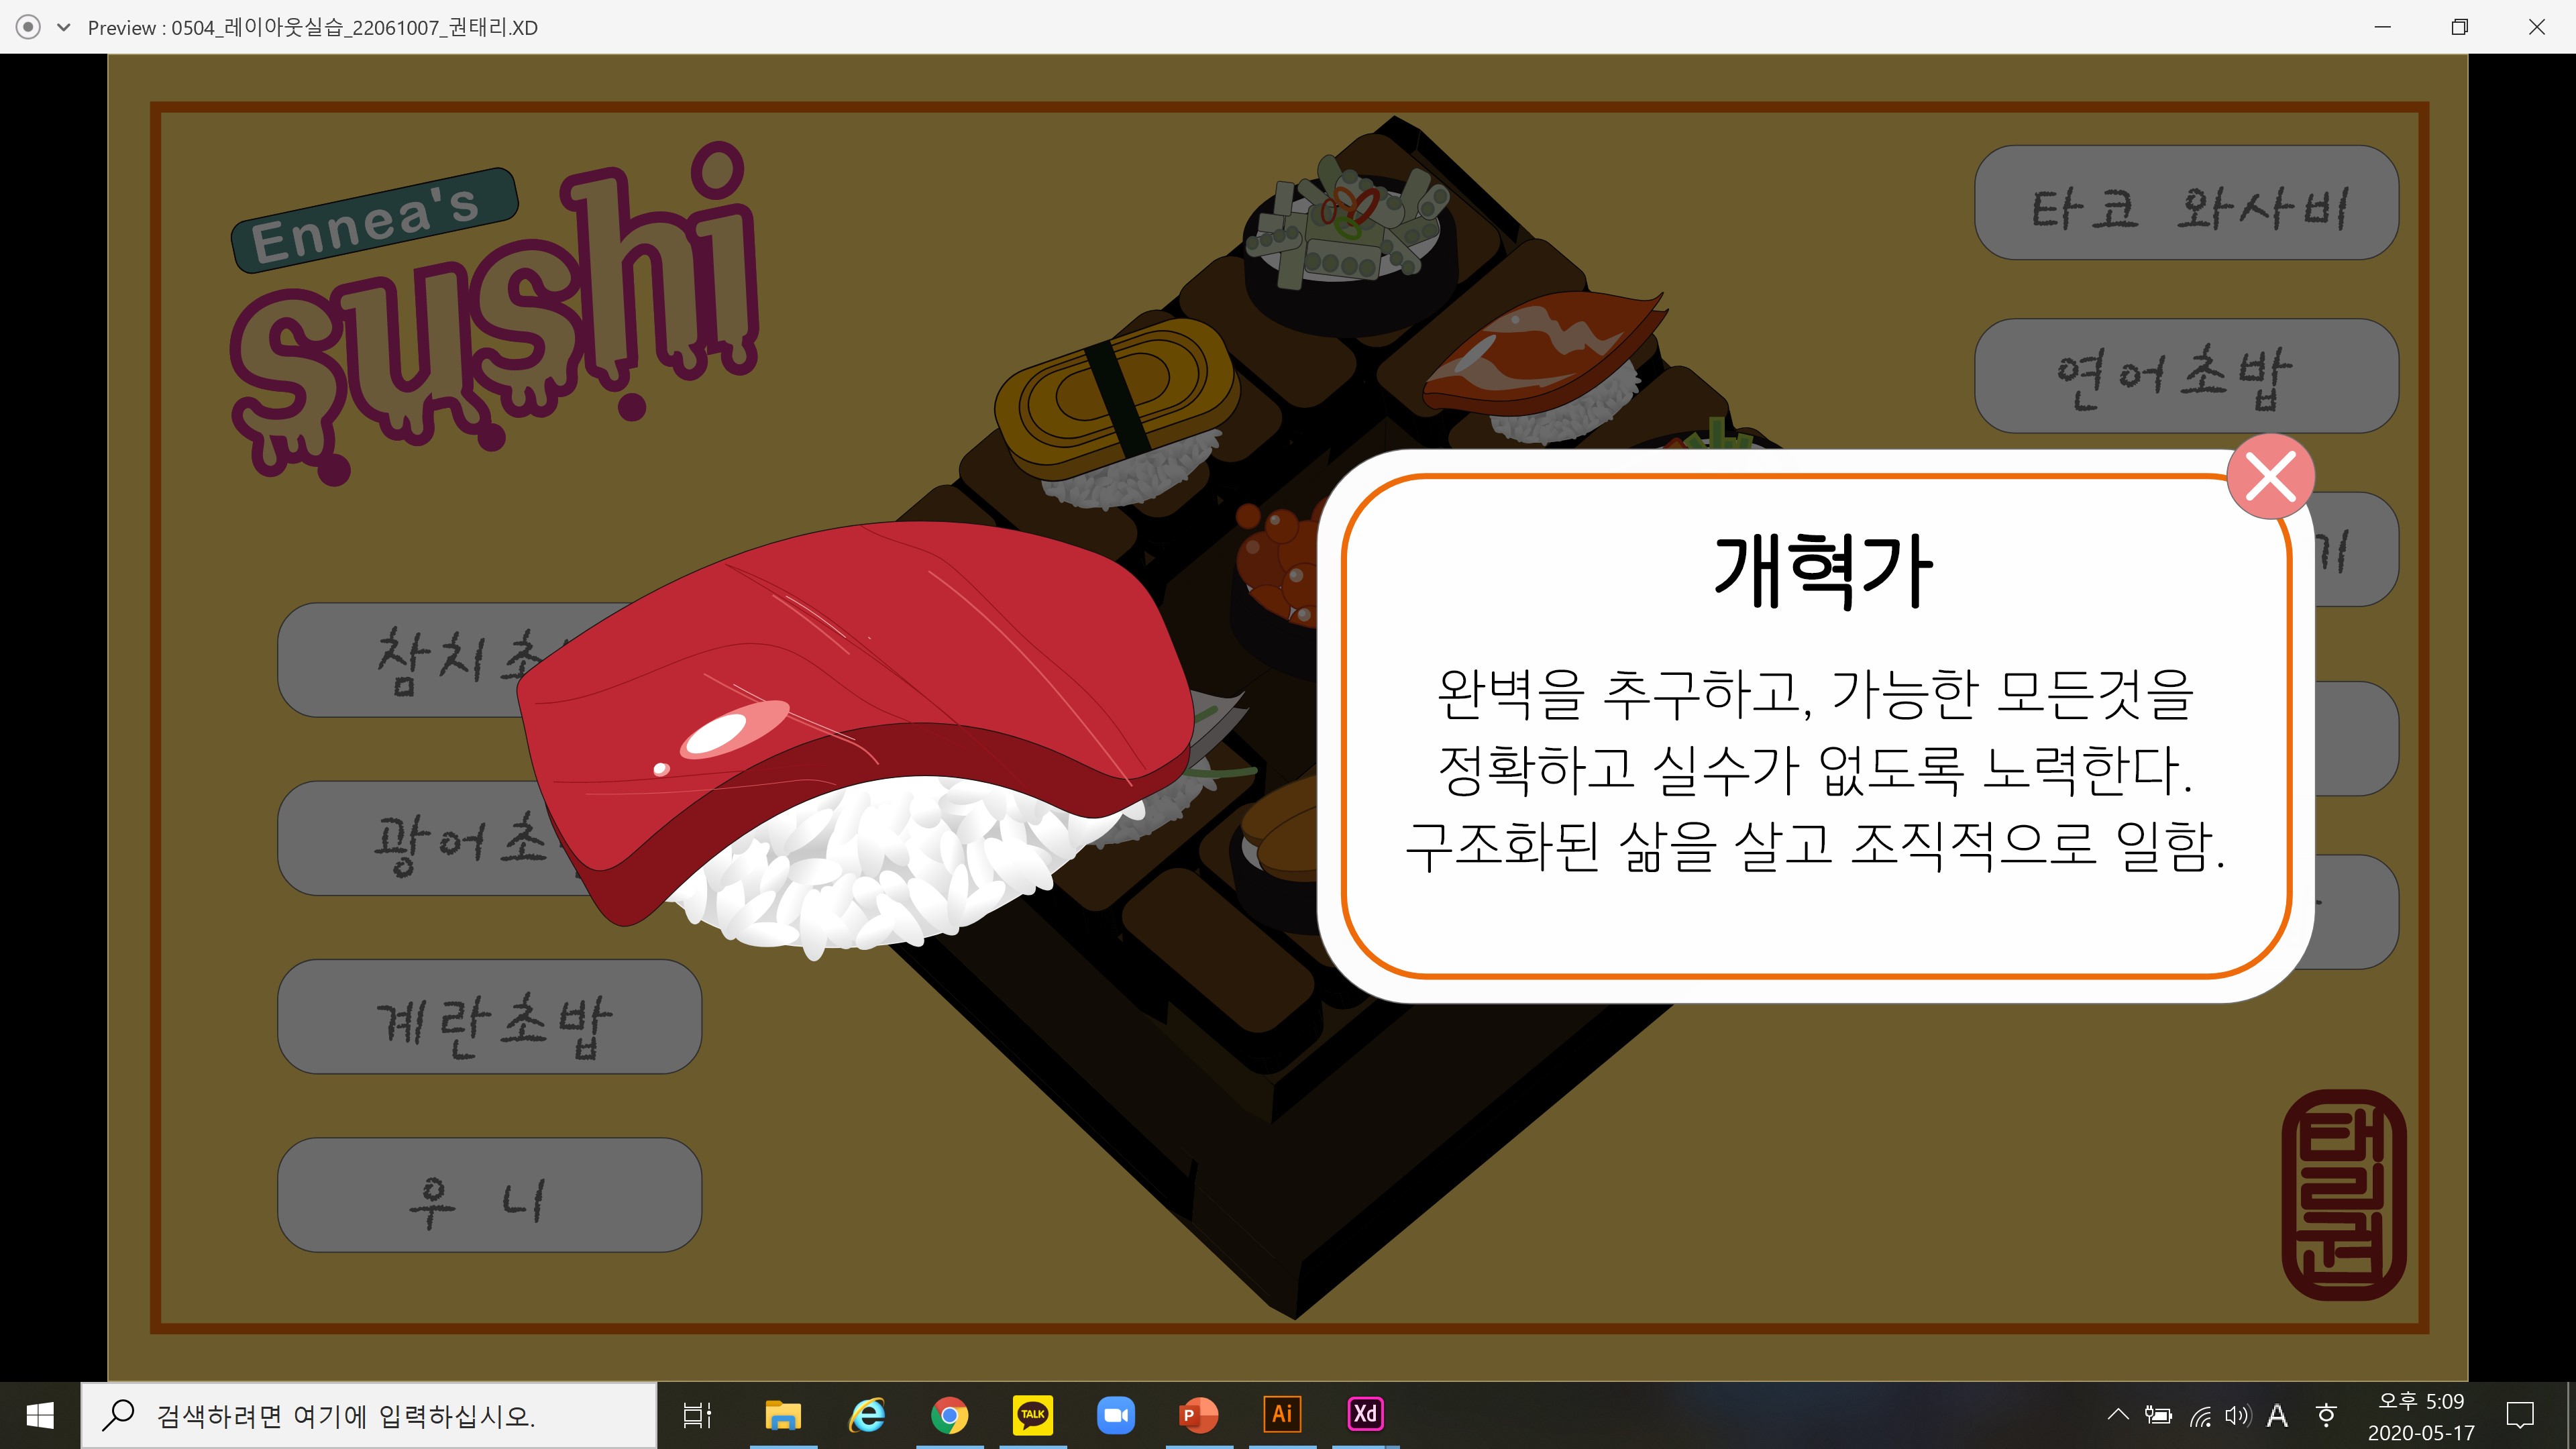 Preview : 0504_레이아웃실습_22061007_권태리.XD
Ennea's
sushi
타코 와사비
연어초밥
개혁가
완벽을 추구하고, 가능한 모든것을
정확하고 실수가 없도록 노력한다.
구조화된 삶을 살고 조직적으로 일함.
참치초
광어초
계란초밥
우 니
태리권
검색하려면 여기에 입력하십시오.
TALK
P
Ai
Xd
A
오후 5:09
2020-05-17